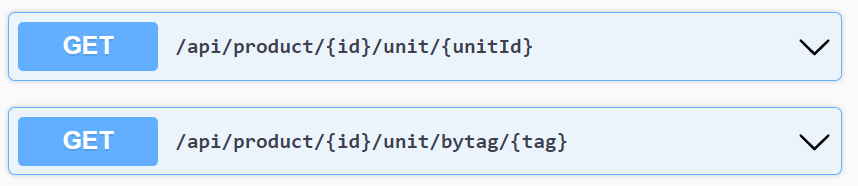 GET /api/product/{id}/unit/{unitId}
GET /api/product/{id}/unit/bytag/{tag}